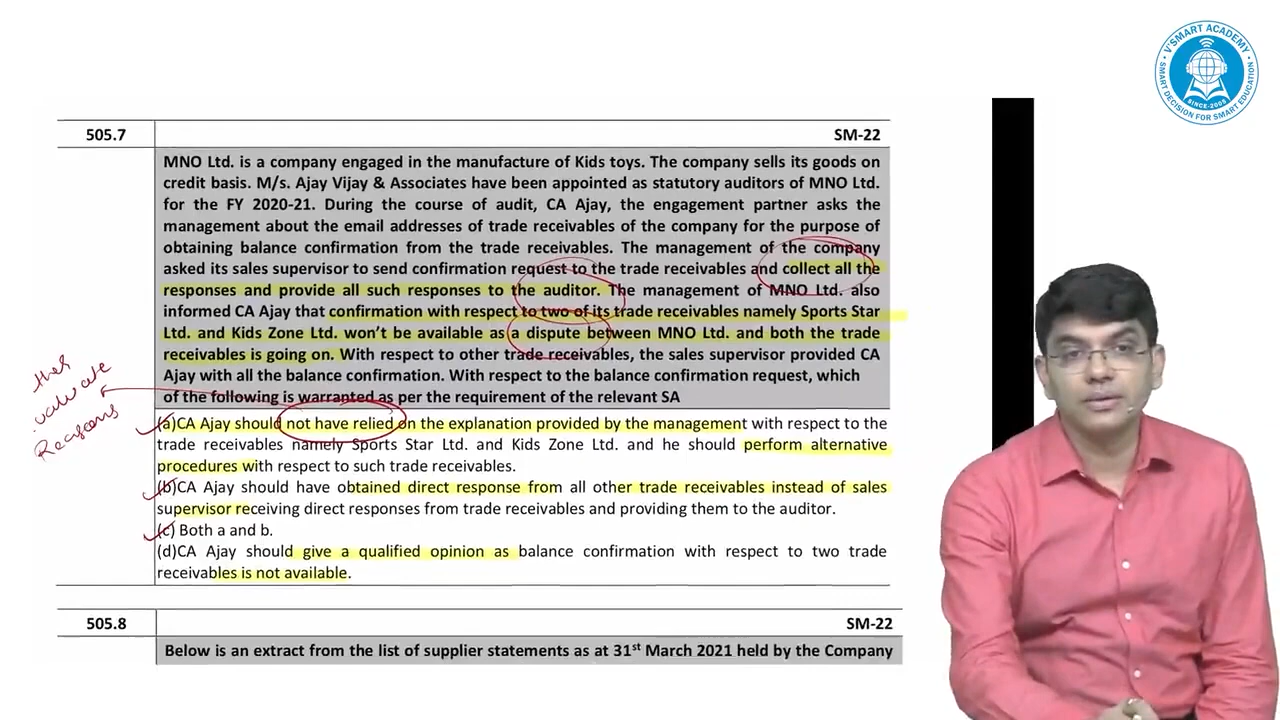 V'SMART ACADEMY
SMART DECISION FOR SMART EDUCATION
SINCE-2006
505.7 SM-22
MNO Ltd. is a company engaged in the manufacture of Kids toys. The company sells its goods on
credit basis. M/s. Ajay Vijay & Associates have been appointed as statutory auditors of MNO Ltd.
for the FY 2020-21. During the course of audit, CA Ajay, the engagement partner asks the
management about the email addresses of trade receivables of the company for the purpose of
obtaining balance confirmation from the trade receivables. The management of the company
asked its sales supervisor to send confirmation request to the trade receivables and collect all the
responses and provide all such responses to the auditor. The management of MNO Ltd. also
informed CA Ajay that confirmation with respect to two of its trade receivables namely Sports Star
Ltd. and Kids Zone Ltd. won't be available as a dispute between MNO Ltd. and both the trade
receivables is going on. With respect to other trade receivables, the sales supervisor provided CA
Ajay with all the balance confirmation. With respect to the balance confirmation request, which
of the following is warranted as per the requirement of the relevant SA
(a)CA Ajay should not have relied on the explanation provided by the management with respect to the
trade receivables namely Sports Star Ltd. and Kids Zone Ltd. and he should perform alternative
procedures with respect to such trade receivables.
(b)CA Ajay should have obtained direct response from all other trade receivables instead of sales
supervisor receiving direct responses from trade receivables and providing them to the auditor.
(c) Both a and b.
(d)CA Ajay should give a qualified opinion as balance confirmation with respect to two trade
receivables is not available.
Reasons
505.8 SM-22
Below is an extract from the list of supplier statements as at 31st March 2021 held by the Company